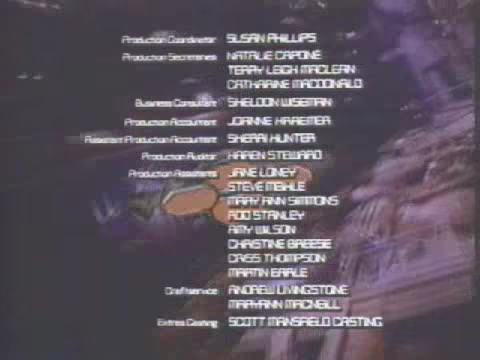 Production Coordinator SUSAN PHILLIPS
Production Secretaries NATALIE CAPONE
TERRY LEIGH MACLEAN
CATHARINE MACDONALD
Business Consultant SHELDON WISEMAN
Production Accountant JOANNE KRAEMER
Assistant Production Accountant SHERRI HUNTER
Production Auditor KAREN STEWARD
Production Assistants JANE LONEY
STEVE
MARY ANN SIMMONS
ROD STANLEY
AMY WILSON
CHRISTINE BREESE
CASS THOMPSON
MARTIN EARLE
Craftservice ANDREW LIVINGSTONE
MARYANN MACNEILL
Extras Casting SCOTT MANSFIELD CASTING